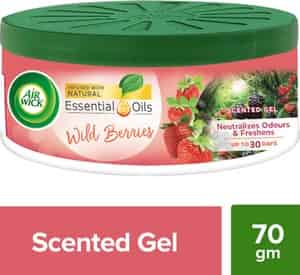 AIR WICK
INFUSED WITH
NATURAL
Essential Oils
Wild Berries
SCENTED GEL
Neutralizes Odours
& Freshens
UP TO 30 DAYS
Scented Gel
70
gm